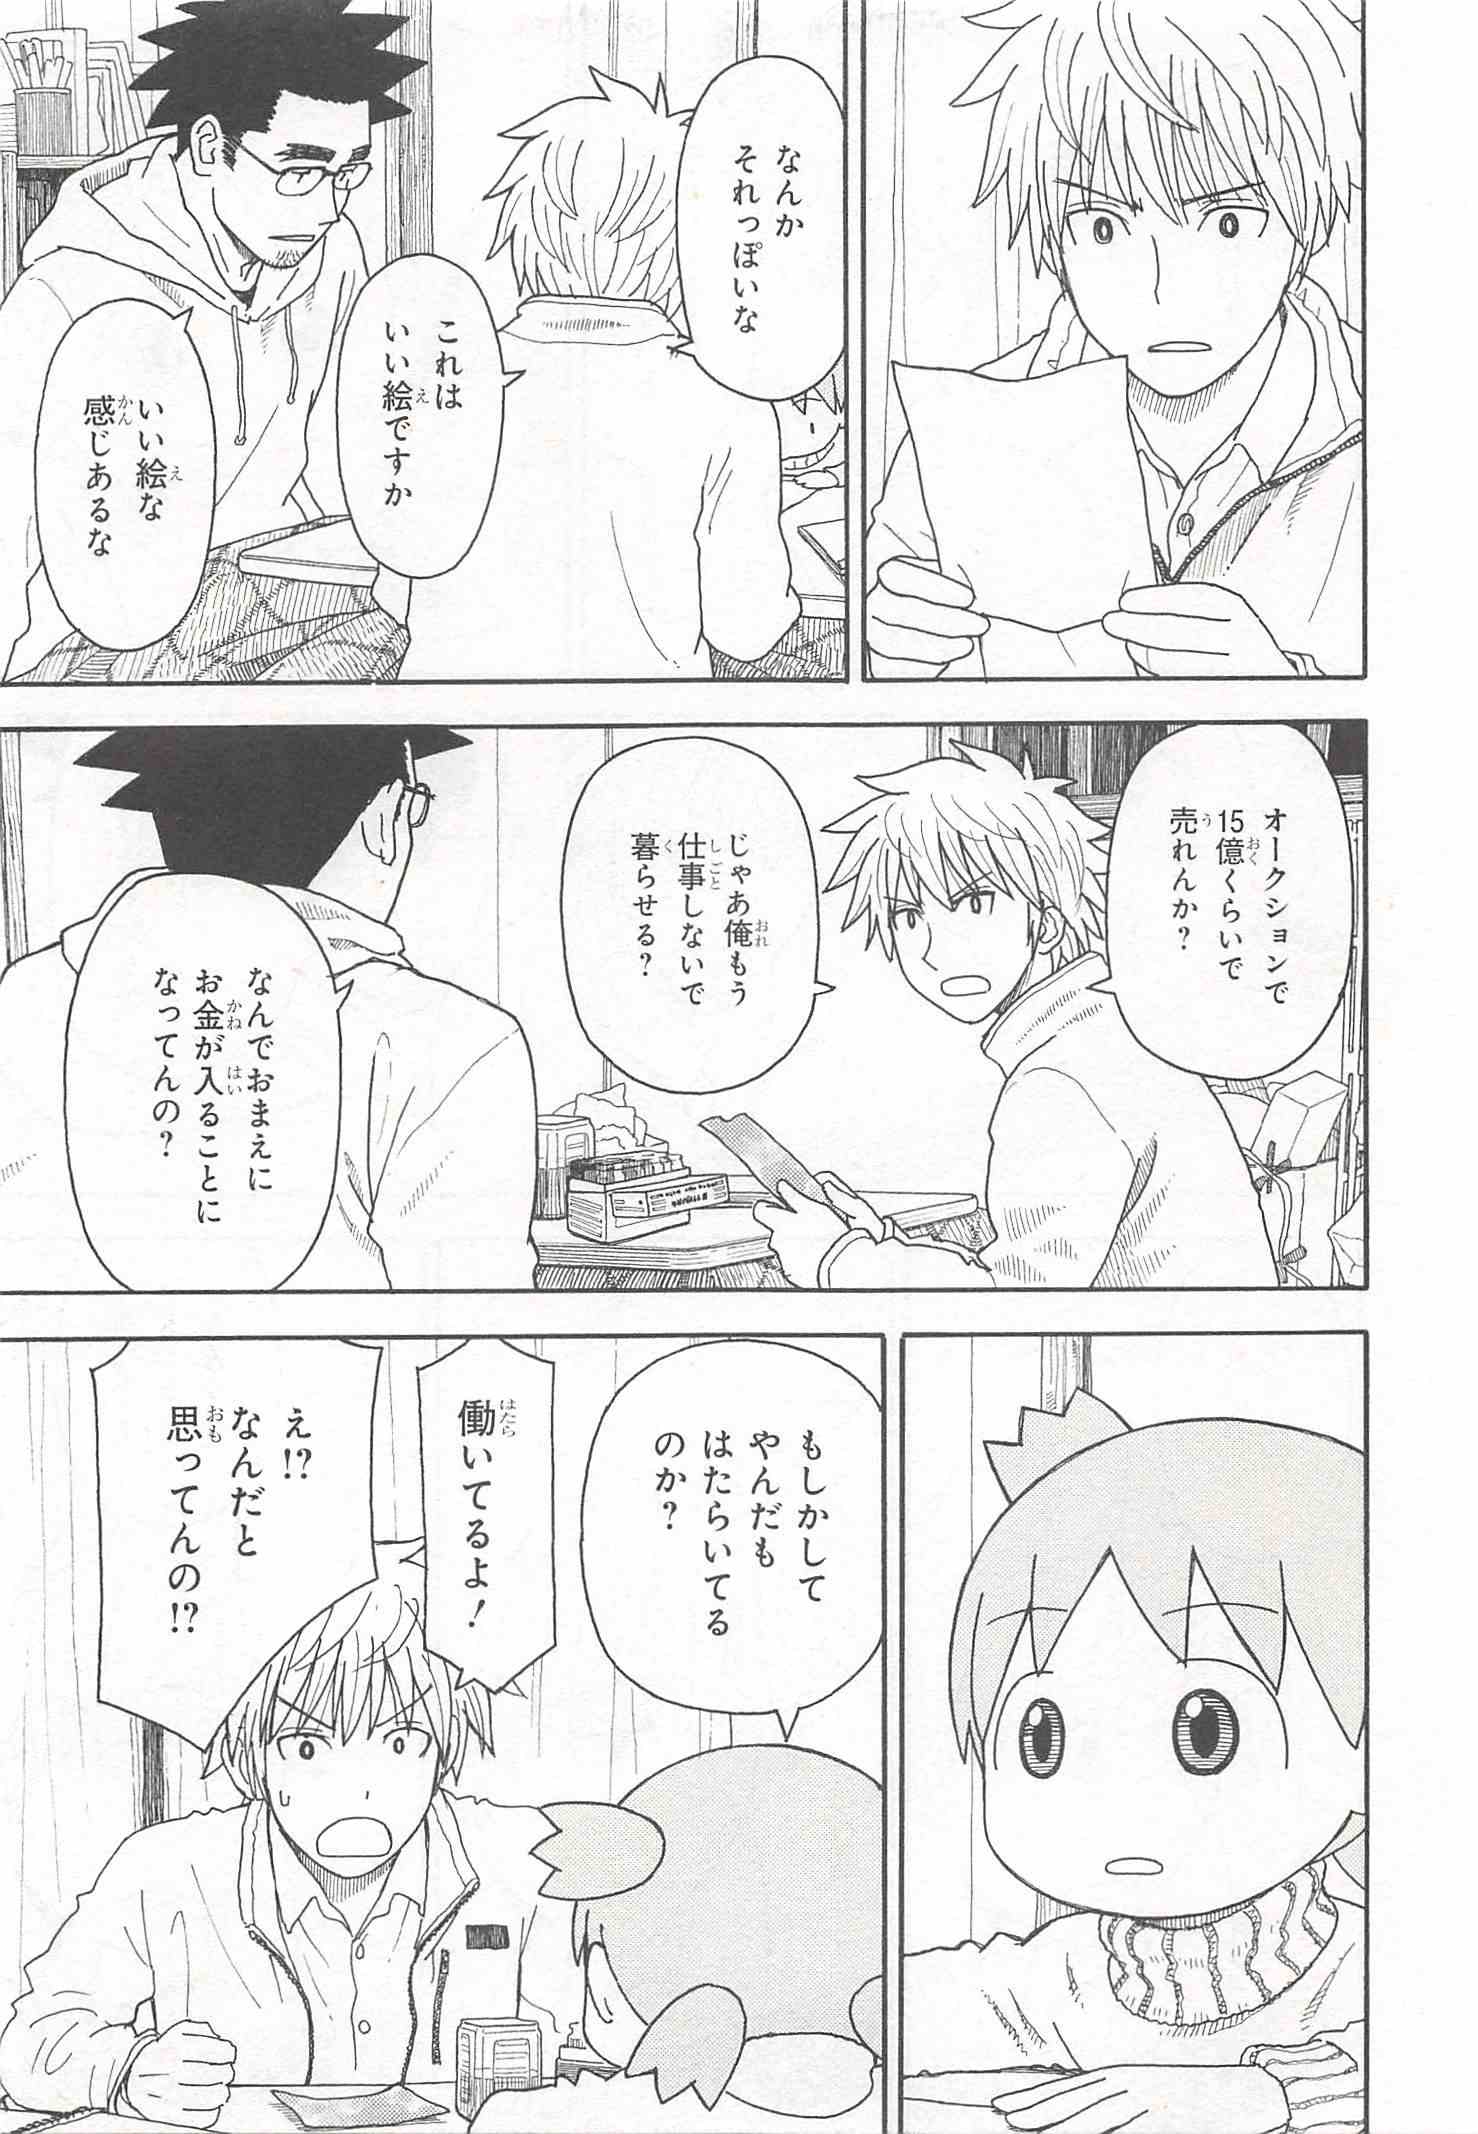 なんか
それっぽいな
これは
いい絵ですか
いい絵な
感じあるな
オークションで
15億くらいで
売れんか?
じゃあ俺もう
仕事しないで
暮らせる?
なんでおまえに
お金が入ることに
なってんの?
もしかして
やんだも
はたらいてる
のか?
働いてるよ!
え!?
なんだと
思ってんの!?